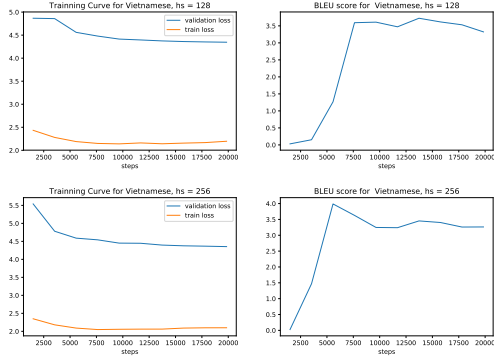 Trainning Curve for Vietnamese, hs = 128
5.0
4.5
4.0
3.5
3.0
2.5
2.0
validation loss
train loss
2500 5000 7500 10000 12500 15000 17500 20000
steps
BLEU score for Vietnamese, hs = 128
3.5
3.0
2.5
2.0
1.5
1.0
0.5
0.0
2500 5000 7500 10000 12500 15000 17500 20000
steps
Trainning Curve for Vietnamese, hs = 256
5.5
5.0
4.5
4.0
3.5
3.0
2.5
2.0
validation loss
train loss
2500 5000 7500 10000 12500 15000 17500 20000
steps
BLEU score for Vietnamese, hs = 256
4.0
3.5
3.0
2.5
2.0
1.5
1.0
0.5
0.0
2500 5000 7500 10000 12500 15000 17500 20000
steps